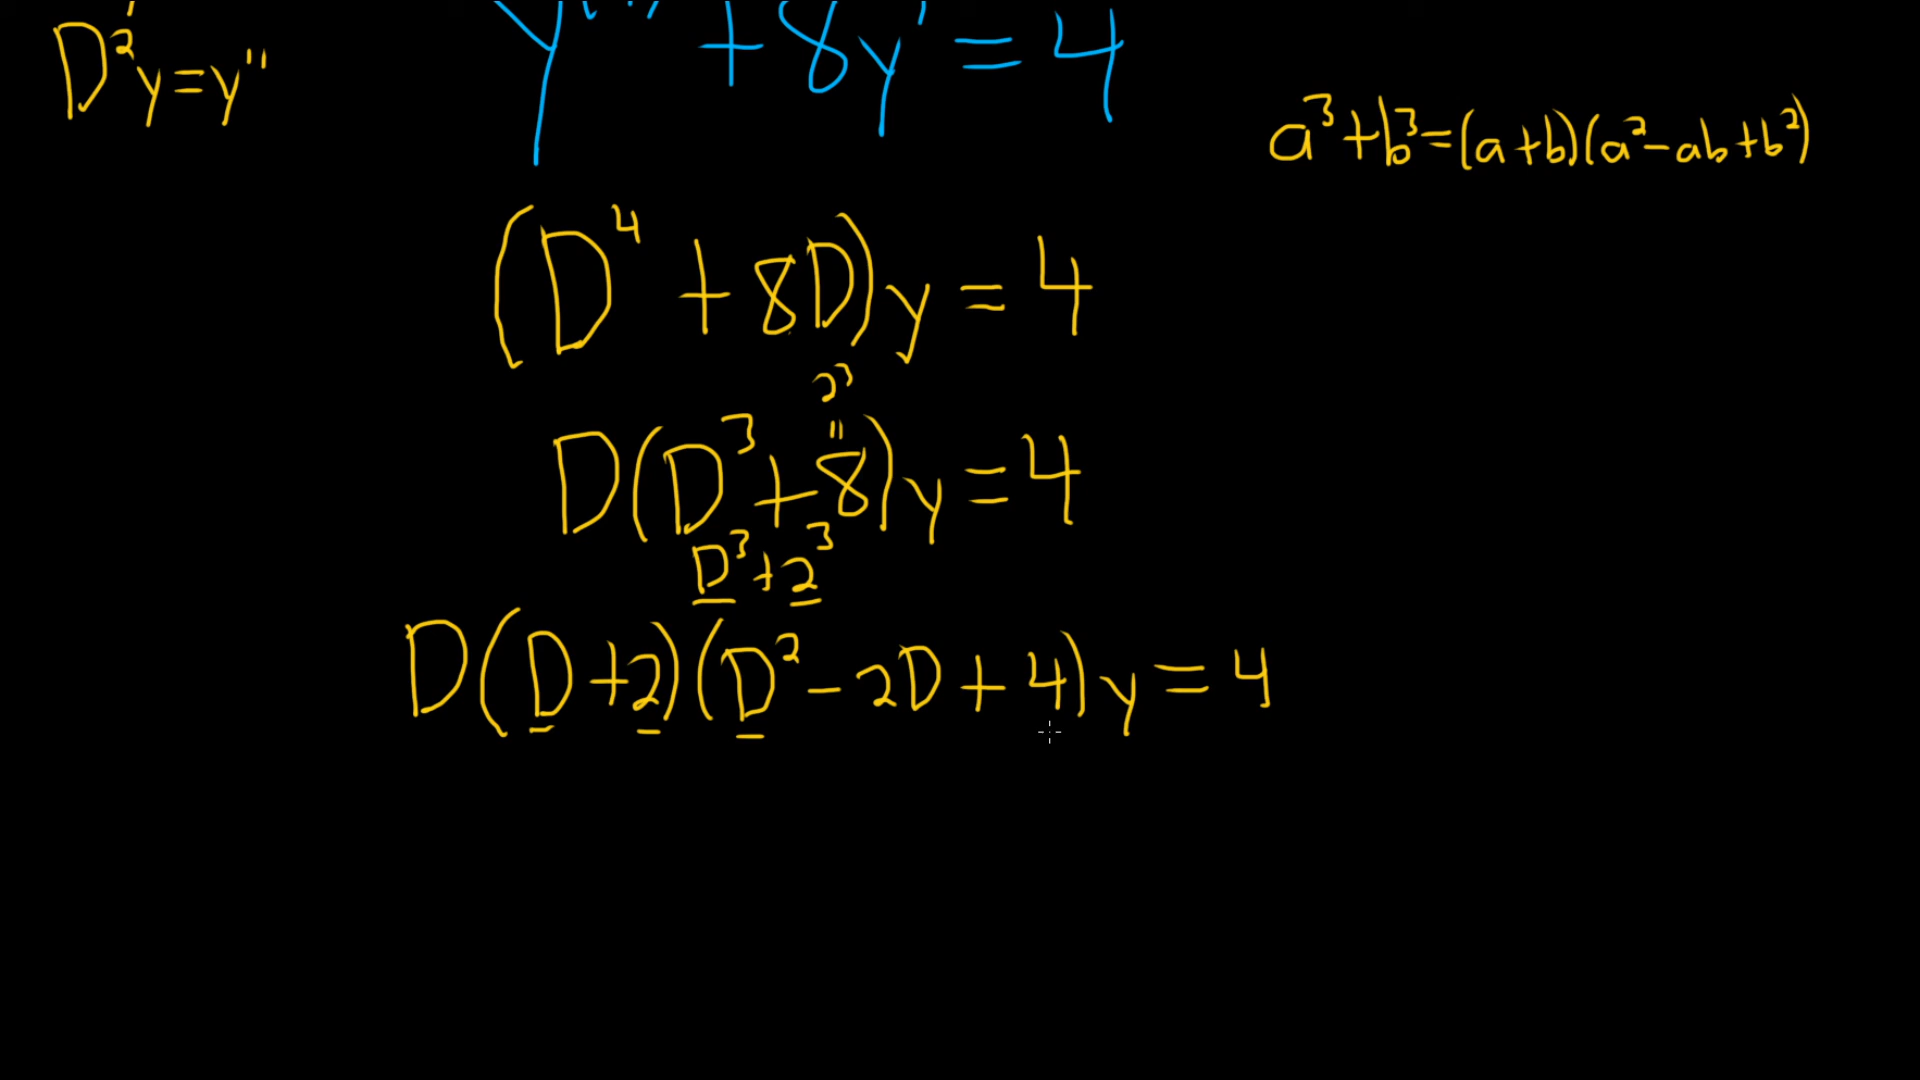 D²y=y''
y +8y' = 4
a³+b³=(a+b)(a²-ab+b²)
(D⁴ + 8D)y = 4
2³
"
D(D³+8)y=4
D³+2³
D(D+2)(D²-2D+4)y=4